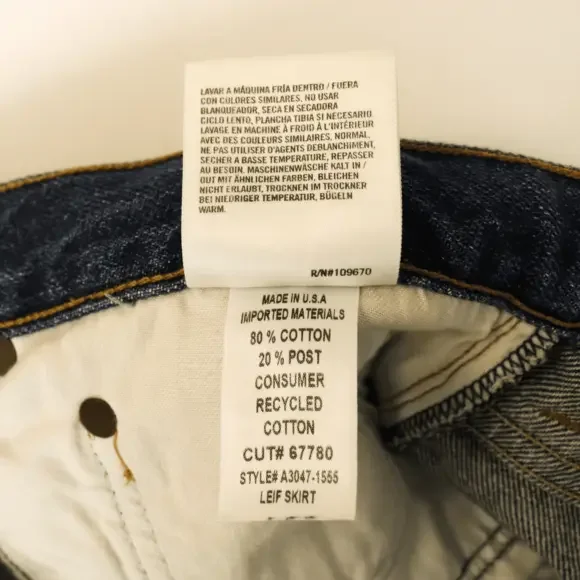 LAVAR A MÁQUINA FRÍA DENTRO / FUERA
CON COLORES SIMILARES, NO USAR
BLANQUEADOR, SECA EN SECADORA
CICLO LENTO, PLANCHA TIBIA SI NECESARIO
LAVAGE EN MACHINE À FROID À L'INTÉRIEUR
AVEC DES COULEURS SIMILAIRES, NORMAL,
NE PAS UTILISER D'AGENTS DEBLANCHIMENT,
SECHER A BASSE TEMPERATURE, REPASSER
AU BESOIN. MASCHINENWÄSCHE KALT IN /
OUT MIT ÄHNLICHEN FARBEN, BLEICHEN
NICHT ERLAUBT, TROCKNEN IM TROCKNER
BEI NIEDRIGER TEMPERATUR, BÜGELN
WARM.
R/N#109670
MADE IN U.S.A
IMPORTED MATERIALS
80 % COTTON
20 % POST
CONSUMER
RECYCLED
COTTON
CUT# 67780
STYLE# A3047-1555
LEIF SKIRT